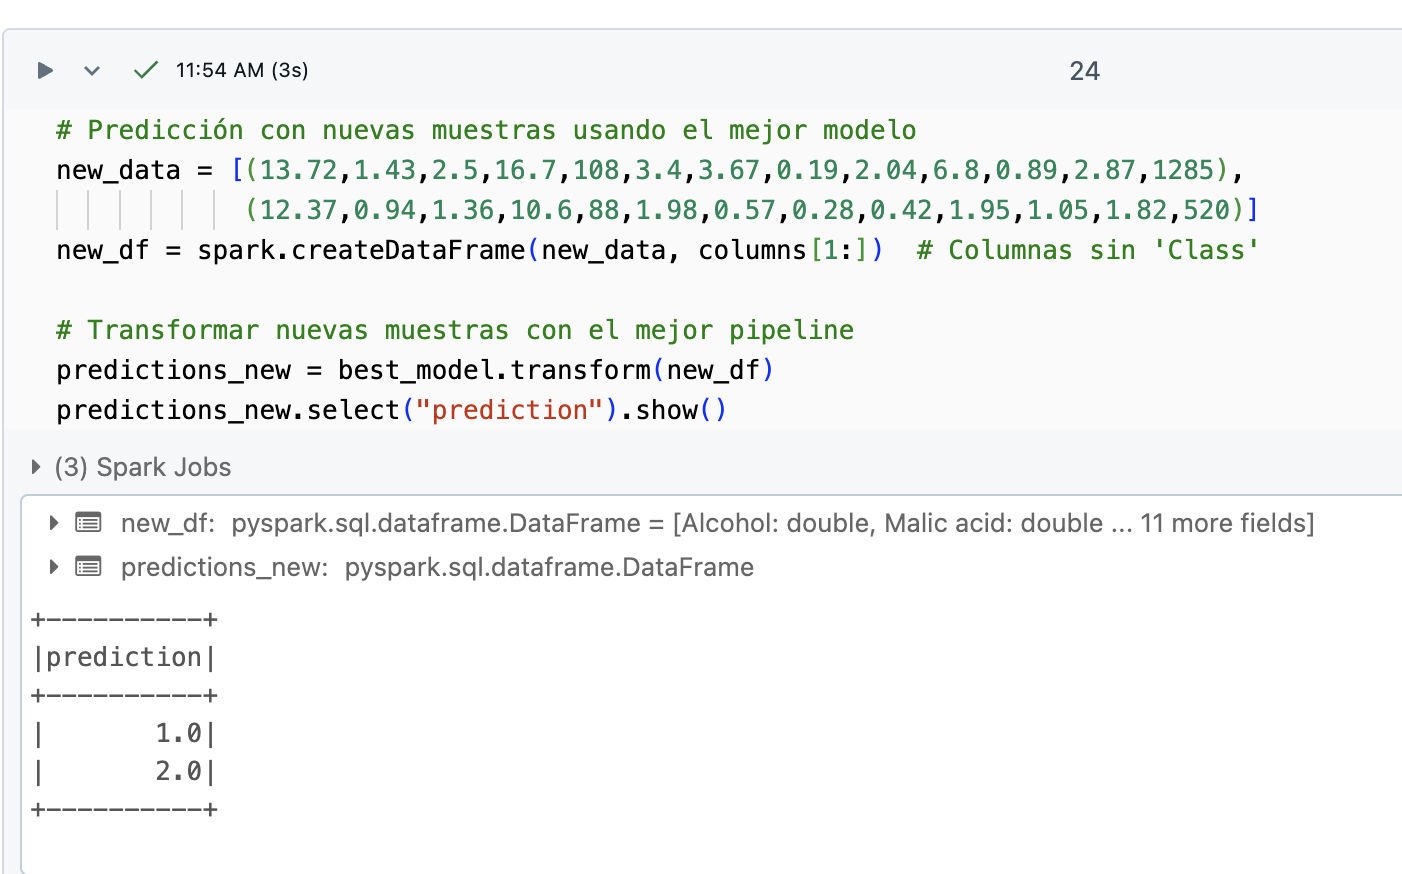 11:54 AM (3s)
24
# Predicción con nuevas muestras usando el mejor modelo
new_data = [(13.72,1.43,2.5,16.7,108,3.4,3.67,0.19,2.04,6.8,0.89,2.87,1285),
(12.37,0.94,1.36,10.6,88,1.98,0.57,0.28,0.42,1.95,1.05,1.82,520)]
new_df = spark.createDataFrame(new_data, columns[1:])  # Columnas sin 'Class'
# Transformar nuevas muestras con el mejor pipeline
predictions_new = best_model.transform(new_df)
predictions_new.select("prediction").show()
(3) Spark Jobs
new_df: pyspark.sql.dataframe.DataFrame = [Alcohol: double, Malic acid: double ... 11 more fields]
predictions_new: pyspark.sql.dataframe.DataFrame
+----------+
|prediction|
+----------+
|       1.0|
|       2.0|
+----------+